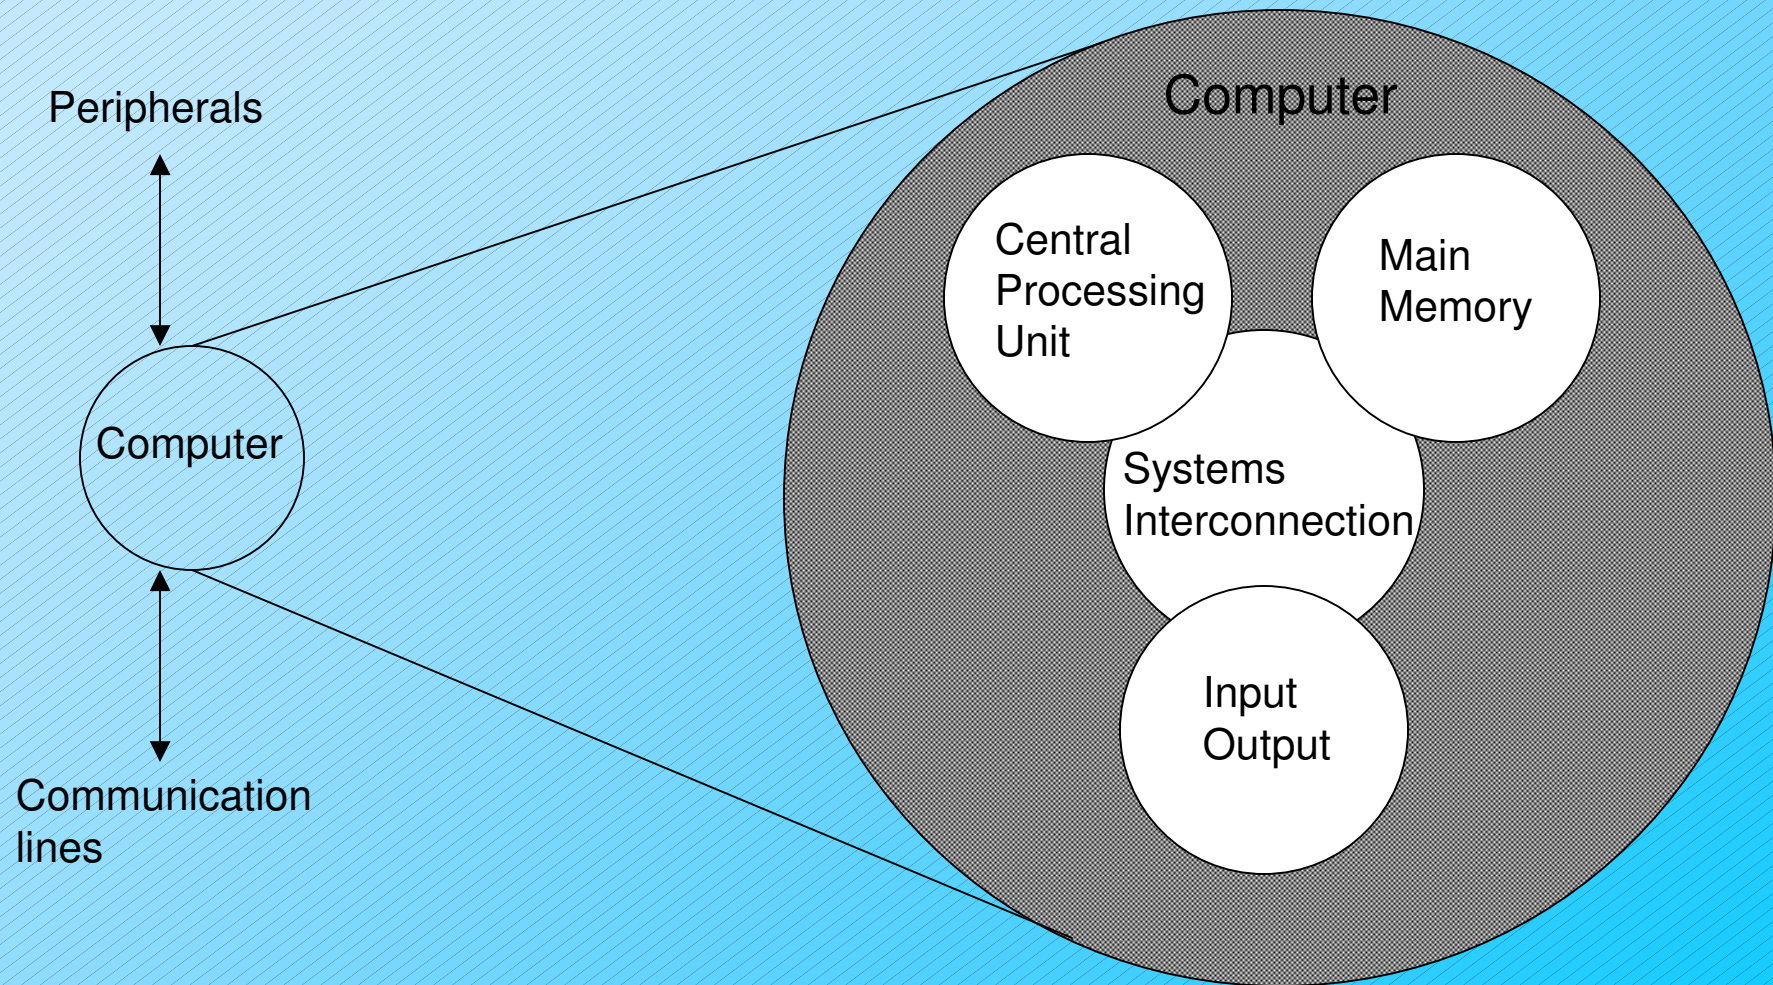 Peripherals
Computer
Communication
lines
Computer
Central
Processing
Unit
Main
Memory
Systems
Interconnection
Input
Output